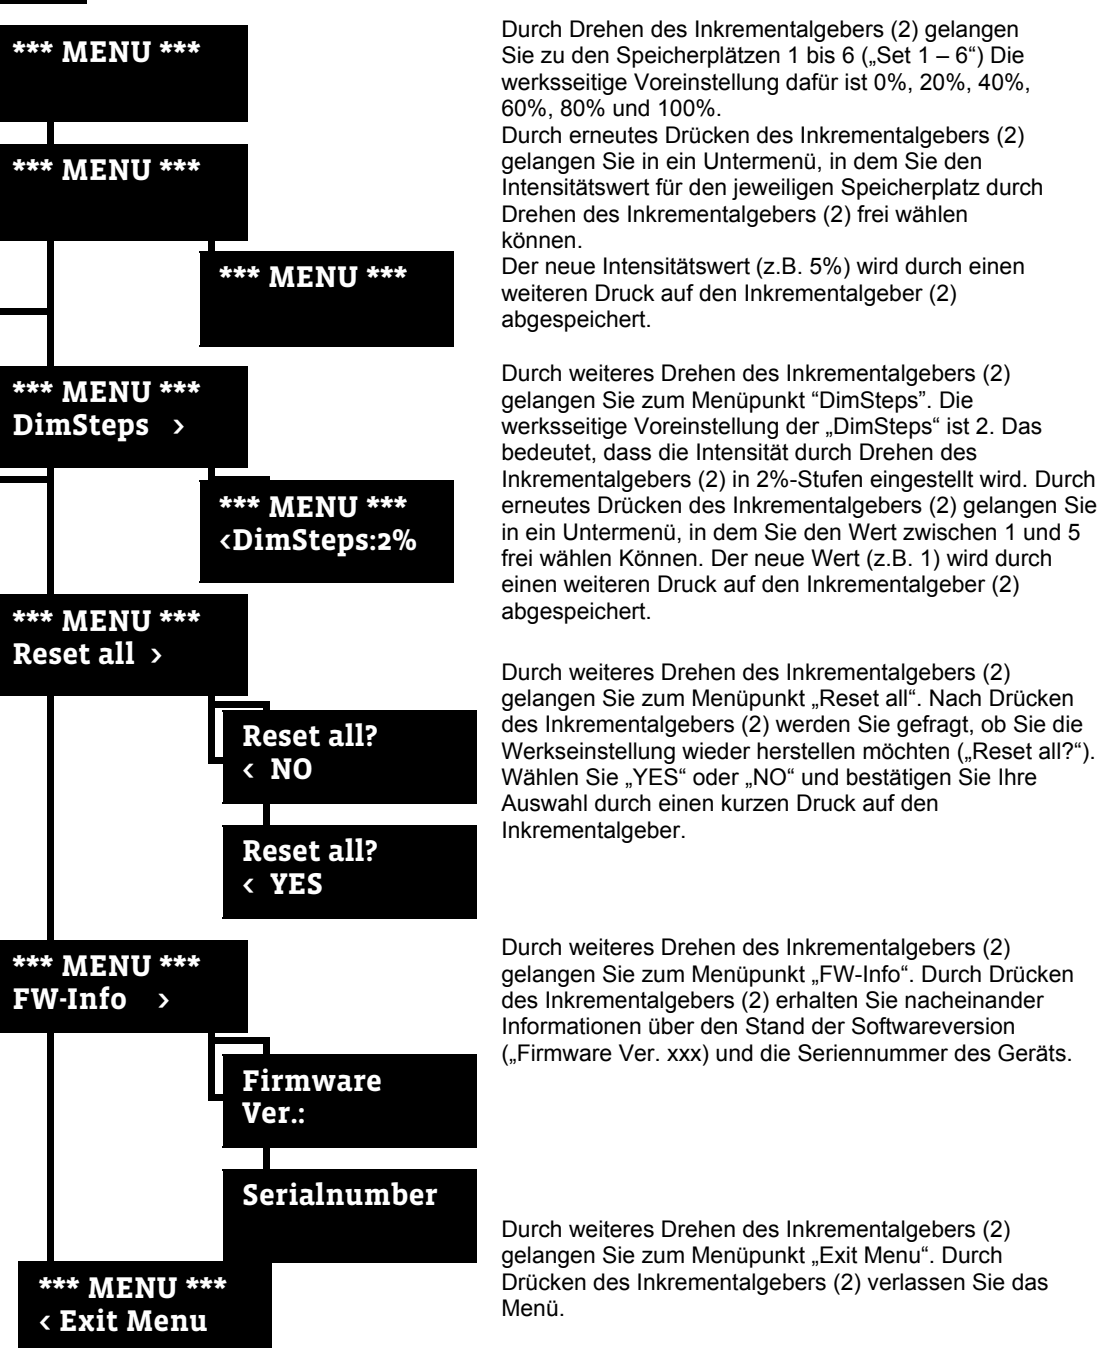 *** MENU ***
*** MENU ***
*** MENU ***
Durch Drehen des Inkrementalgebers (2) gelangen
Sie zu den Speicherplätzen 1 bis 6 („Set 1 – 6“) Die
werksseitige Voreinstellung dafür ist 0%, 20%, 40%,
60%, 80% und 100%.
Durch erneutes Drücken des Inkrementalgebers (2)
gelangen Sie in ein Untermenü, in dem Sie den
Intensitätswert für den jeweiligen Speicherplatz durch
Drehen des Inkrementalgebers (2) frei wählen
können.
Der neue Intensitätswert (z.B. 5%) wird durch einen
weiteren Druck auf den Inkrementalgeber (2)
abgespeichert.
*** MENU ***
DimSteps >
*** MENU ***
<DimSteps:2%
Durch weiteres Drehen des Inkrementalgebers (2)
gelangen Sie zum Menüpunkt “DimSteps”. Die
werksseitige Voreinstellung der „DimSteps“ ist 2. Das
bedeutet, dass die Intensität durch Drehen des
Inkrementalgebers (2) in 2%-Stufen eingestellt wird. Durch
erneutes Drücken des Inkrementalgebers (2) gelangen Sie
in ein Untermenü, in dem Sie den Wert zwischen 1 und 5
frei wählen Können. Der neue Wert (z.B. 1) wird durch
einen weiteren Druck auf den Inkrementalgeber (2)
abgespeichert.
*** MENU ***
Reset all >
Reset all?
< NO
Reset all?
< YES
Durch weiteres Drehen des Inkrementalgebers (2)
gelangen Sie zum Menüpunkt „Reset all“. Nach Drücken
des Inkrementalgebers (2) werden Sie gefragt, ob Sie die
Werkseinstellung wieder herstellen möchten („Reset all?“).
Wählen Sie „YES“ oder „NO“ und bestätigen Sie Ihre
Auswahl durch einen kurzen Druck auf den
Inkrementalgeber.
*** MENU ***
FW-Info >
Firmware
Ver.:
Serialnumber
Durch weiteres Drehen des Inkrementalgebers (2)
gelangen Sie zum Menüpunkt „FW-Info“. Durch Drücken
des Inkrementalgebers (2) erhalten Sie nacheinander
Informationen über den Stand der Softwareversion
(„Firmware Ver. xxx) und die Seriennummer des Geräts.
*** MENU ***
< Exit Menu
Durch weiteres Drehen des Inkrementalgebers (2)
gelangen Sie zum Menüpunkt „Exit Menu“. Durch
Drücken des Inkrementalgebers (2) verlassen Sie das
Menü.